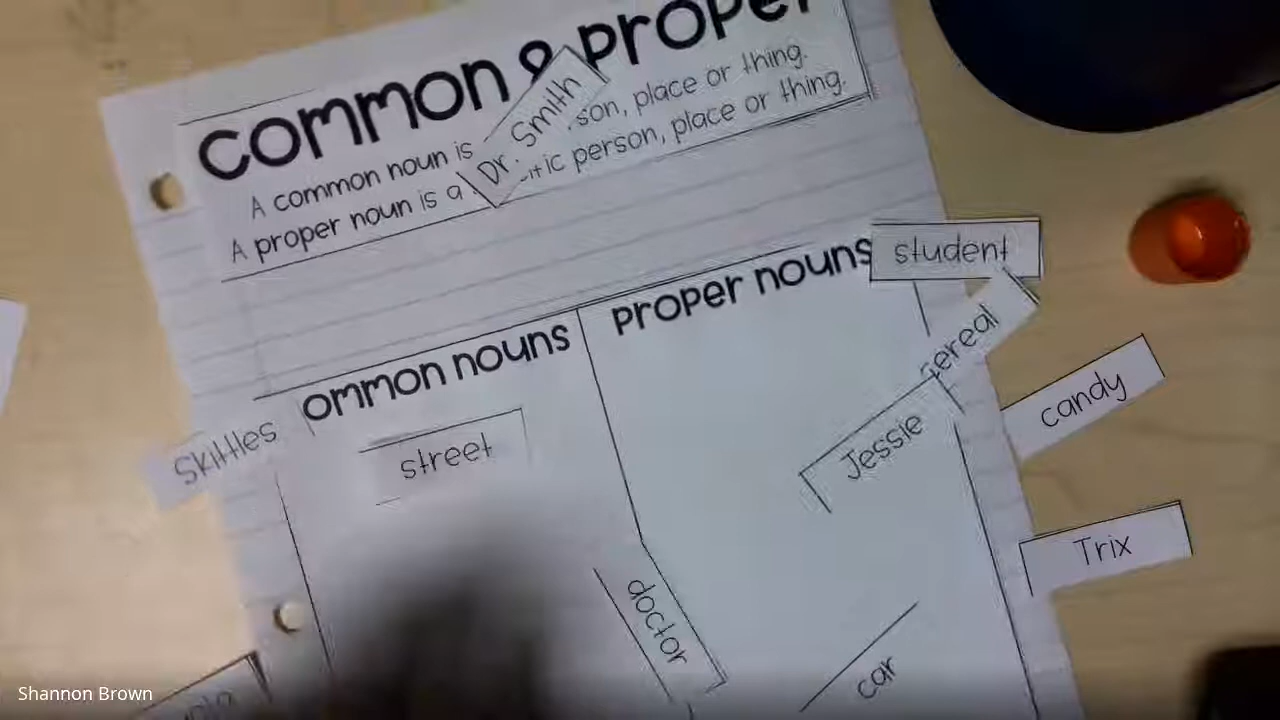 COMMON & PROPER
A common noun is son, place or thing.
A proper noun is a ific person, place or thing.
Dr. Smith
student
PROPER NOUNS
OMMON NOUNS
cereal
candy
Skittles
street
Jessie
Trix
doctor
car
Shannon Brown